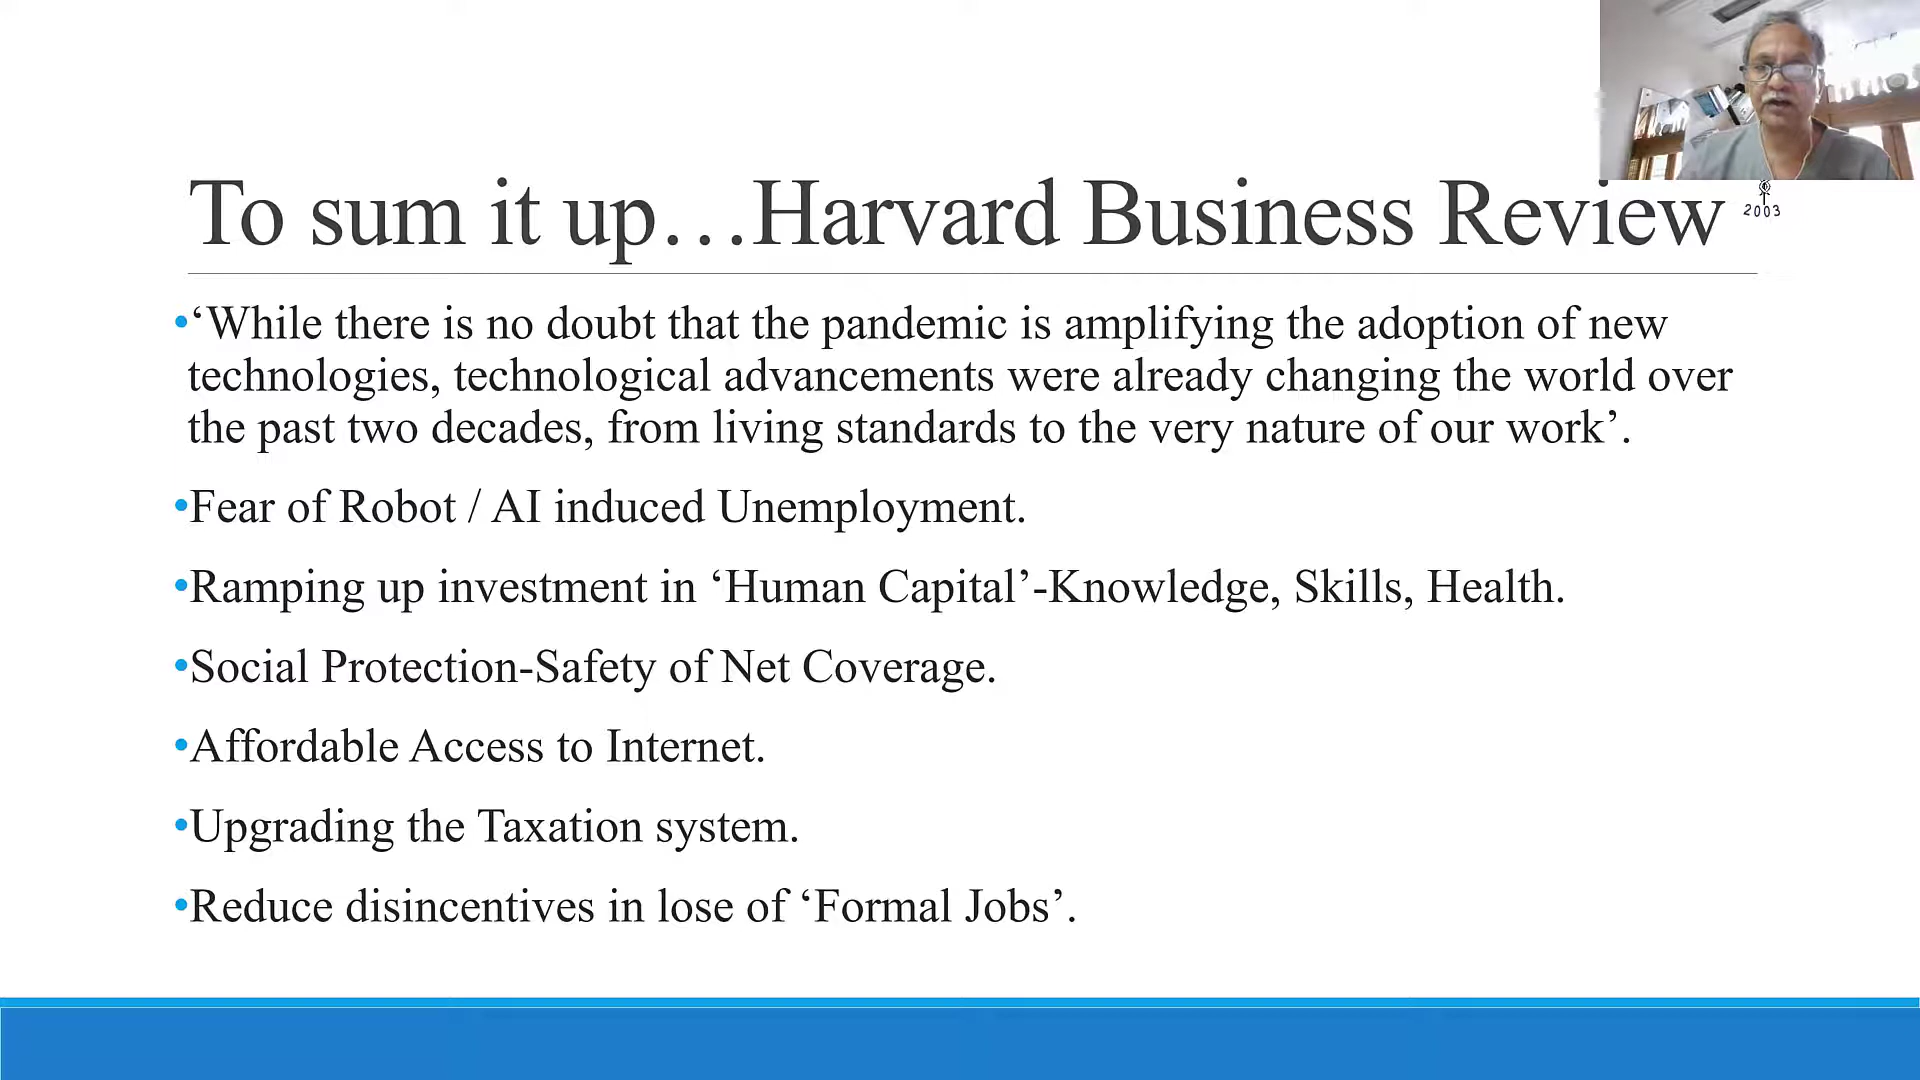 To sum it up…Harvard Business Review
2003
•‘While there is no doubt that the pandemic is amplifying the adoption of new
technologies, technological advancements were already changing the world over
the past two decades, from living standards to the very nature of our work’.
•Fear of Robot / AI induced Unemployment.
•Ramping up investment in ‘Human Capital’-Knowledge, Skills, Health.
•Social Protection-Safety of Net Coverage.
•Affordable Access to Internet.
•Upgrading the Taxation system.
•Reduce disincentives in lose of ‘Formal Jobs’.